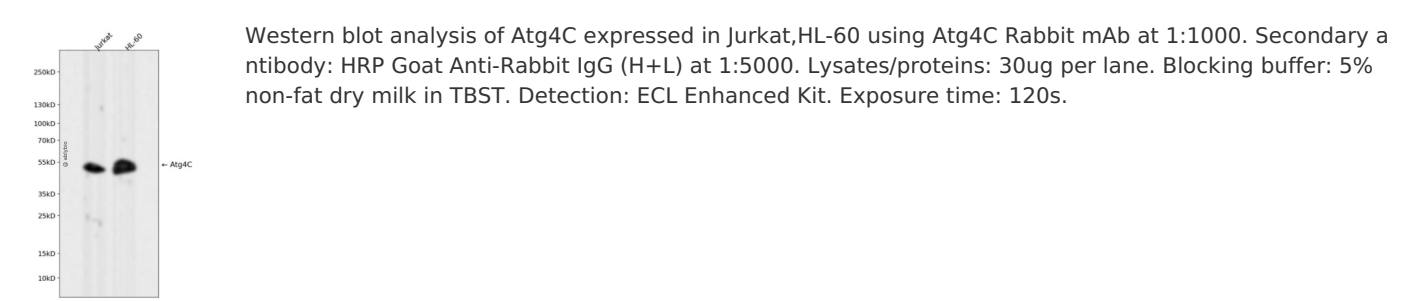 Jurkat
HL-60
Western blot analysis of Atg4C expressed in Jurkat,HL-60 using Atg4C Rabbit mAb at 1:1000. Secondary a
ntibody: HRP Goat Anti-Rabbit IgG (H+L) at 1:5000. Lysates/proteins: 30ug per lane. Blocking buffer: 5%
non-fat dry milk in TBST. Detection: ECL Enhanced Kit. Exposure time: 120s.
250kD
130kD
100kD
70kD
55kD
← Atg4C
35kD
25kD
15kD
10kD